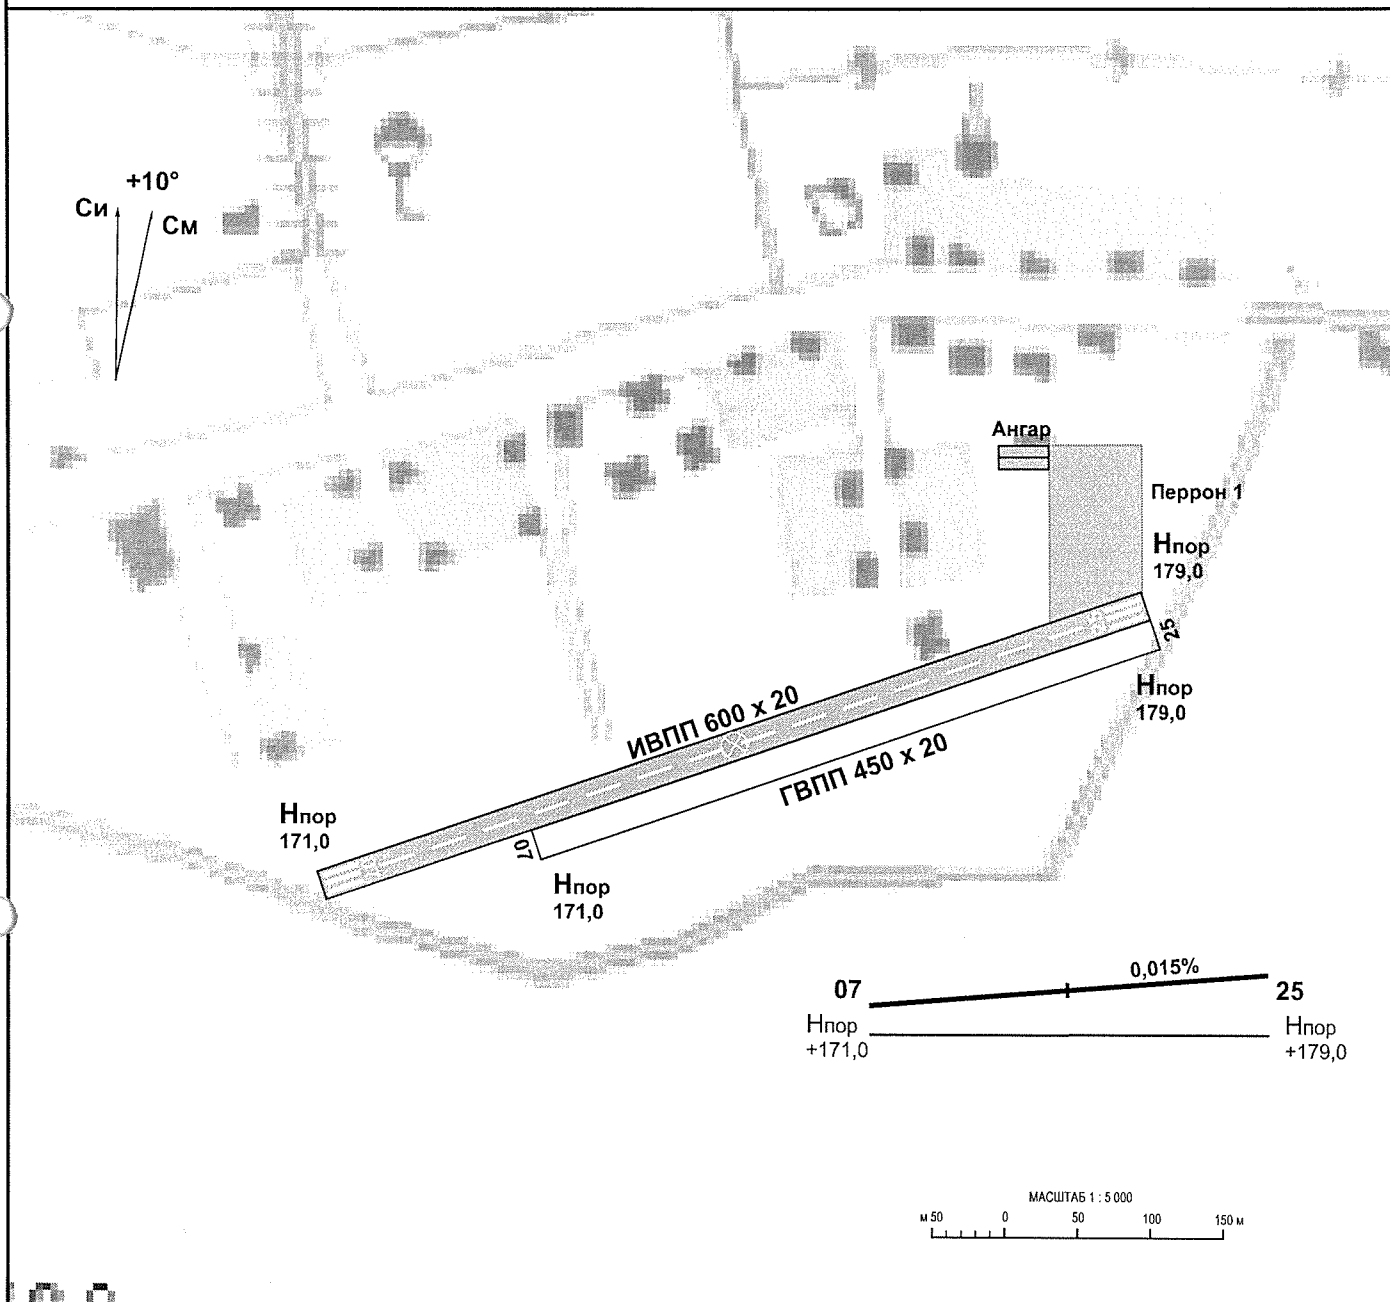 +10°
Си
См
Ангар
Перрон 1
Нпор
179,0
25
Нпор
179,0
ИВПП 600 х 20
ГВПП 450 х 20
Нпор
171,0
07
Нпор
171,0
0,015%
07
25
Нпор
+171,0
Нпор
+179,0
МАСШТАБ 1 : 5 000
м 50 0 50 100 150 м